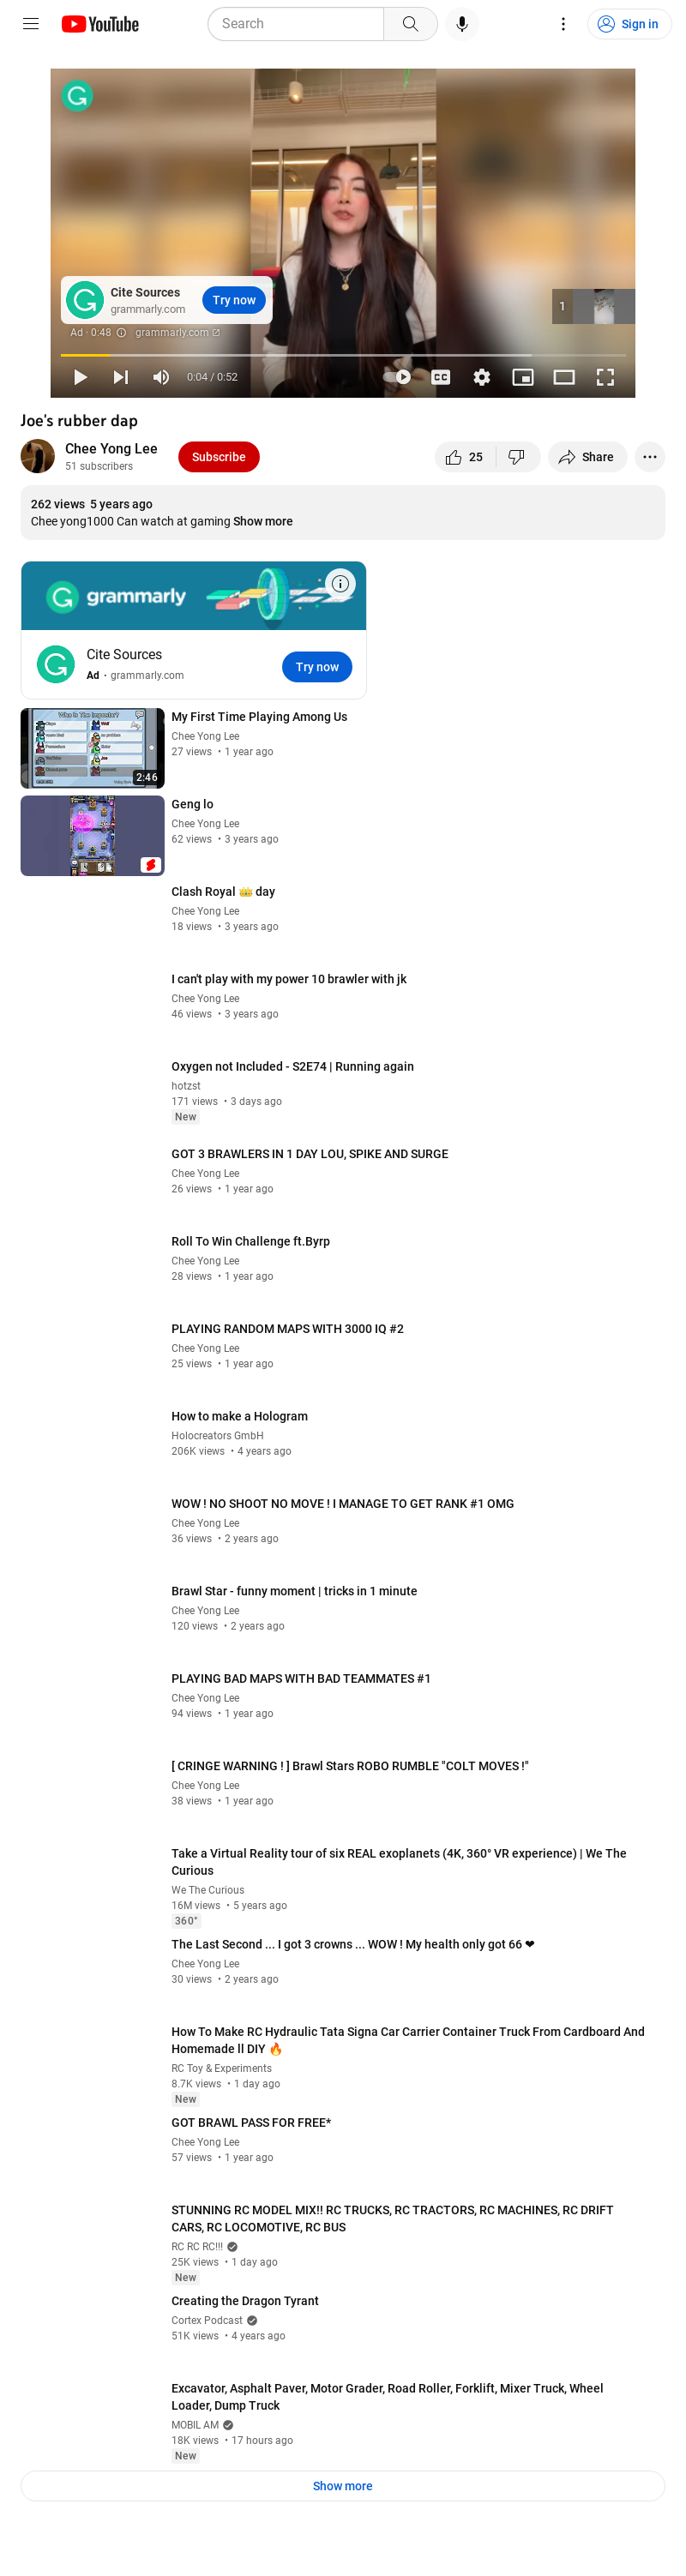 YouTube
Search
Sign in
Cite Sources
grammarly.com
Try now
1
Ad · 0:48
grammarly.com
0:04 / 0:52
CC
Joe's rubber dap
Chee Yong Lee
51 subscribers
Subscribe
25
Share
262 views 5 years ago
Chee yong1000 Can watch at gaming Show more
grammarly
Cite Sources
Ad · grammarly.com
Try now
Who Is The Impostor?
2:46
My First Time Playing Among Us
Chee Yong Lee
27 views • 1 year ago
Geng lo
Chee Yong Lee
62 views • 3 years ago
Clash Royal 👑 day
Chee Yong Lee
18 views • 3 years ago
I can't play with my power 10 brawler with jk
Chee Yong Lee
46 views • 3 years ago
Oxygen not Included - S2E74 | Running again
hotzst
171 views • 3 days ago
New
GOT 3 BRAWLERS IN 1 DAY LOU, SPIKE AND SURGE
Chee Yong Lee
26 views • 1 year ago
Roll To Win Challenge ft.Byrp
Chee Yong Lee
28 views • 1 year ago
PLAYING RANDOM MAPS WITH 3000 IQ #2
Chee Yong Lee
25 views • 1 year ago
How to make a Hologram
Holocreators GmbH
206K views • 4 years ago
WOW ! NO SHOOT NO MOVE ! I MANAGE TO GET RANK #1 OMG
Chee Yong Lee
36 views • 2 years ago
Brawl Star - funny moment | tricks in 1 minute
Chee Yong Lee
120 views • 2 years ago
PLAYING BAD MAPS WITH BAD TEAMMATES #1
Chee Yong Lee
94 views • 1 year ago
[ CRINGE WARNING ! ] Brawl Stars ROBO RUMBLE "COLT MOVES !"
Chee Yong Lee
38 views • 1 year ago
Take a Virtual Reality tour of six REAL exoplanets (4K, 360° VR experience) | We The
Curious
We The Curious
16M views • 5 years ago
360°
The Last Second ... I got 3 crowns ... WOW ! My health only got 66 ❤
Chee Yong Lee
30 views • 2 years ago
How To Make RC Hydraulic Tata Signa Car Carrier Container Truck From Cardboard And
Homemade ll DIY 🔥
RC Toy & Experiments
8.7K views • 1 day ago
New
GOT BRAWL PASS FOR FREE*
Chee Yong Lee
57 views • 1 year ago
STUNNING RC MODEL MIX!! RC TRUCKS, RC TRACTORS, RC MACHINES, RC DRIFT
CARS, RC LOCOMOTIVE, RC BUS
RC RC RC!!!
25K views • 1 day ago
New
Creating the Dragon Tyrant
Cortex Podcast
51K views • 4 years ago
Excavator, Asphalt Paver, Motor Grader, Road Roller, Forklift, Mixer Truck, Wheel
Loader, Dump Truck
MOBIL AM
18K views • 17 hours ago
New
Show more